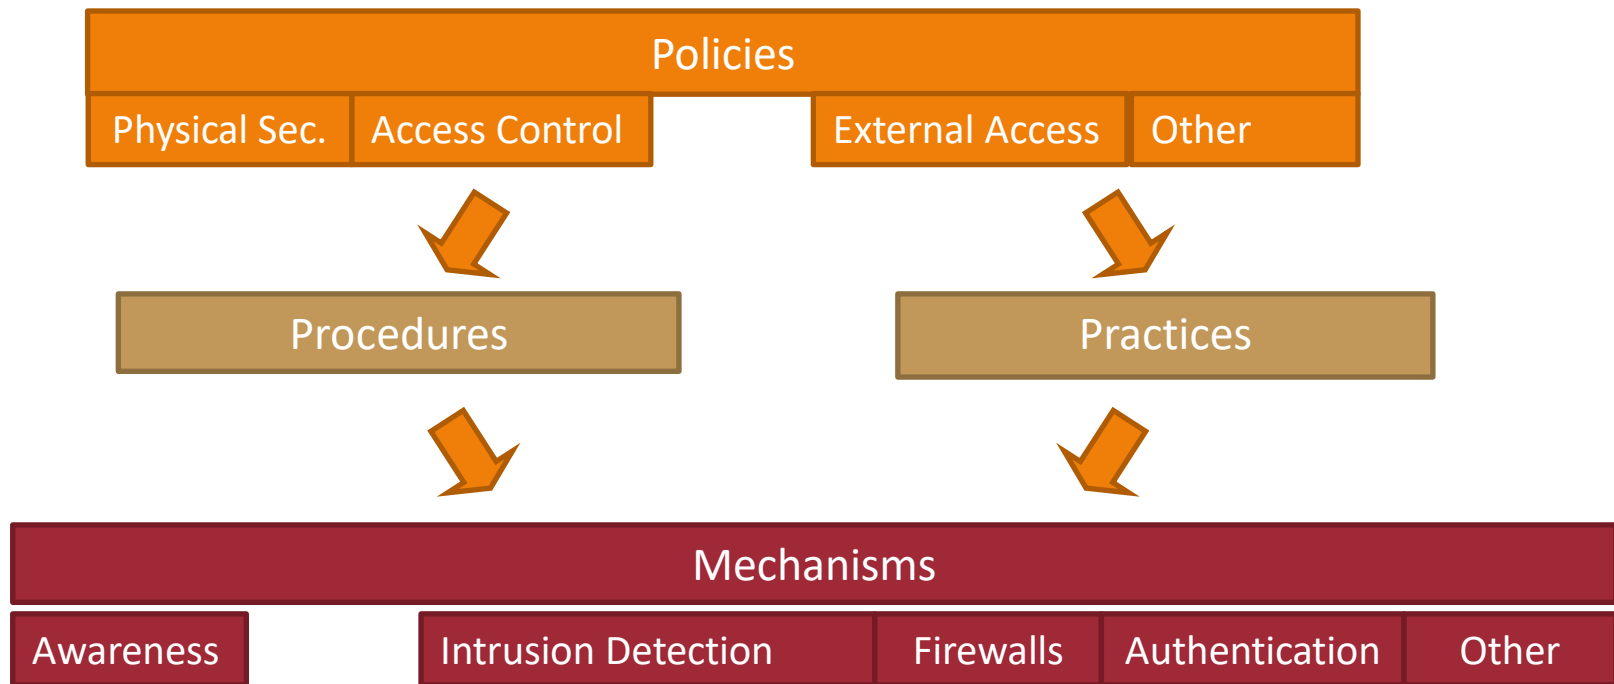 Policies
Physical Sec. Access Control External Access Other
Procedures Practices
Mechanisms
Awareness Intrusion Detection Firewalls Authentication Other